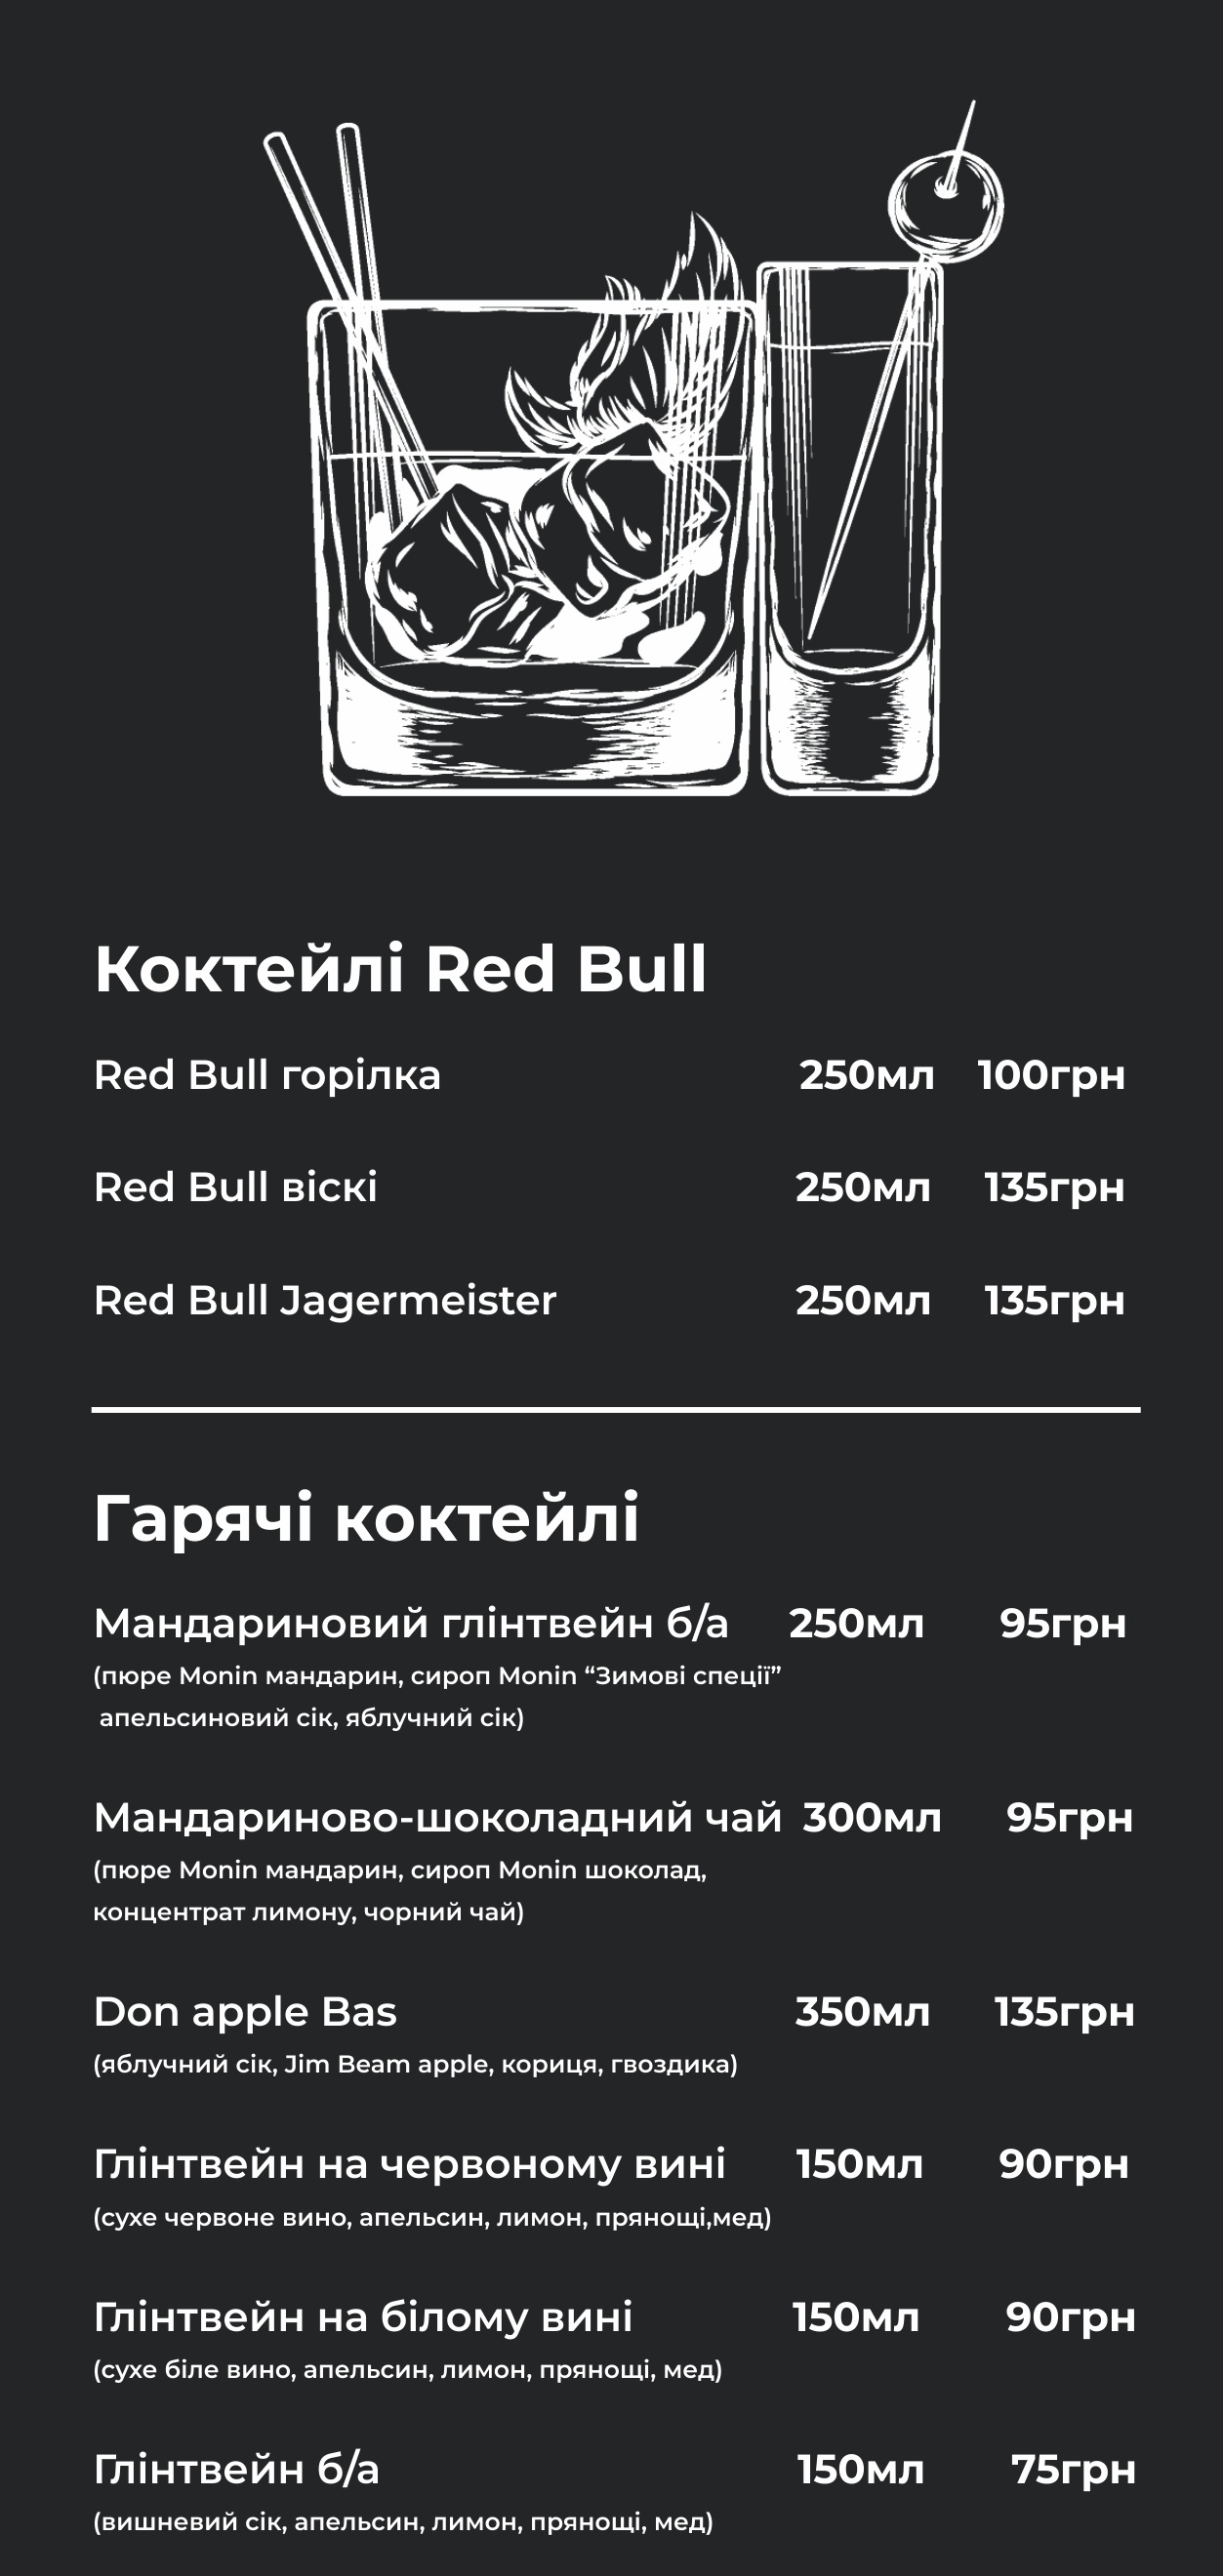 Коктейлі Red Bull
Red Bull горілка 250мл 100грн
Red Bull віскі 250мл 135грн
Red Bull Jagermeister 250мл 135грн
Гарячі коктейлі
Мандариновий глінтвейн б/а 250мл 95грн
(пюре Monin мандарин, сироп Monin “Зимові спеції”
апельсиновий сік, яблучний сік)
Мандариново-шоколадний чай 300мл 95грн
(пюре Monin мандарин, сироп Monin шоколад,
концентрат лимону, чорний чай)
Don apple Bas 350мл 135грн
(яблучний сік, Jim Beam apple, кориця, гвоздика)
Глінтвейн на червоному вині 150мл 90грн
(сухе червоне вино, апельсин, лимон, прянощі,мед)
Глінтвейн на білому вині 150мл 90грн
(сухе біле вино, апельсин, лимон, прянощі, мед)
Глінтвейн б/а 150мл 75грн
(вишневий сік, апельсин, лимон, прянощі, мед)